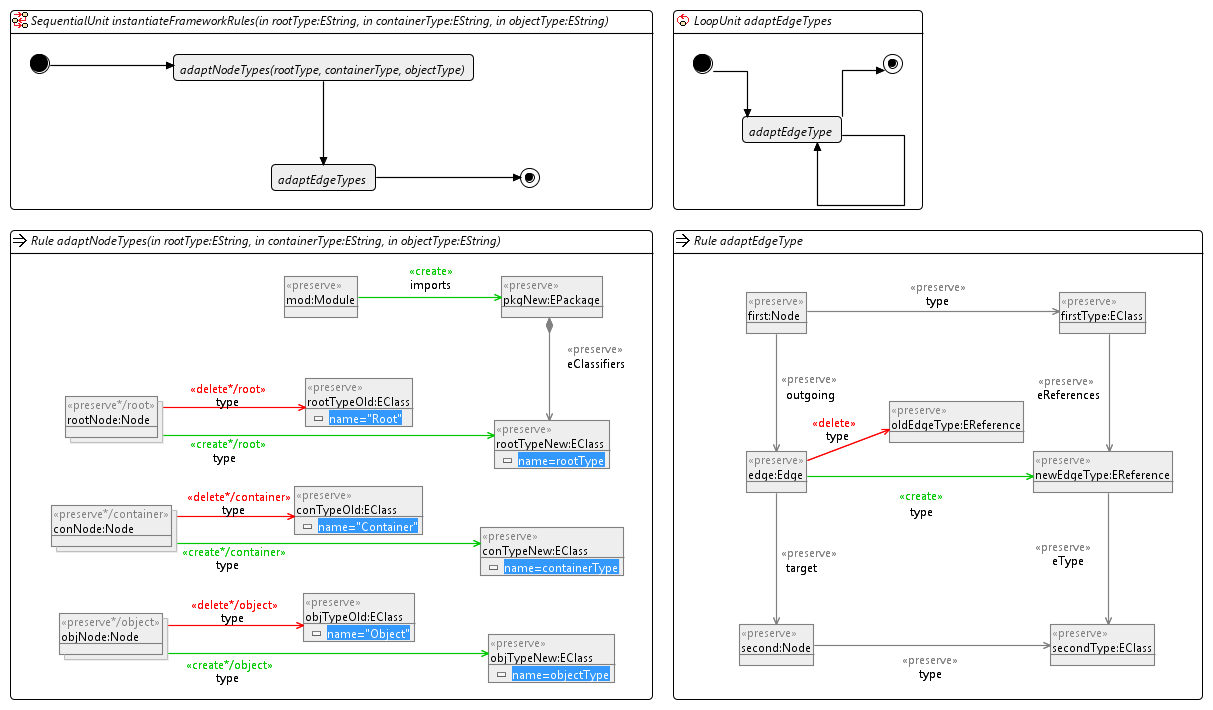 SequentialUnit instantiateFrameworkRules(in rootType:EString, in containerType:EString, in objectType:EString)
adaptNodeTypes(rootType, containerType, objectType)
adaptEdgeTypes
LoopUnit adaptEdgeTypes
adaptEdgeType
Rule adaptNodeTypes(in rootType:EString, in containerType:EString, in objectType:EString)
«preserve»
mod:Module
«create»
imports
«preserve»
pkgNew:EPackage
«preserve»
eClassifiers
«preserve*/root»
rootNode:Node
«delete*/root»
type
«preserve»
rootTypeOld:EClass
name="Root"
«create*/root»
type
«preserve»
rootTypeNew:EClass
name=rootType
«preserve*/container»
conNode:Node
«delete*/container»
type
«preserve»
conTypeOld:EClass
name="Container"
«create*/container»
type
«preserve»
conTypeNew:EClass
name=containerType
«preserve*/object»
objNode:Node
«delete*/object»
type
«preserve»
objTypeOld:EClass
name="Object"
«create*/object»
type
«preserve»
objTypeNew:EClass
name=objectType
Rule adaptEdgeType
«preserve»
first:Node
«preserve»
type
«preserve»
firstType:EClass
«preserve»
outgoing
«preserve»
eReferences
«delete»
type
«preserve»
oldEdgeType:EReference
«preserve»
edge:Edge
«create»
type
«preserve»
newEdgeType:EReference
«preserve»
target
«preserve»
eType
«preserve»
second:Node
«preserve»
type
«preserve»
secondType:EClass